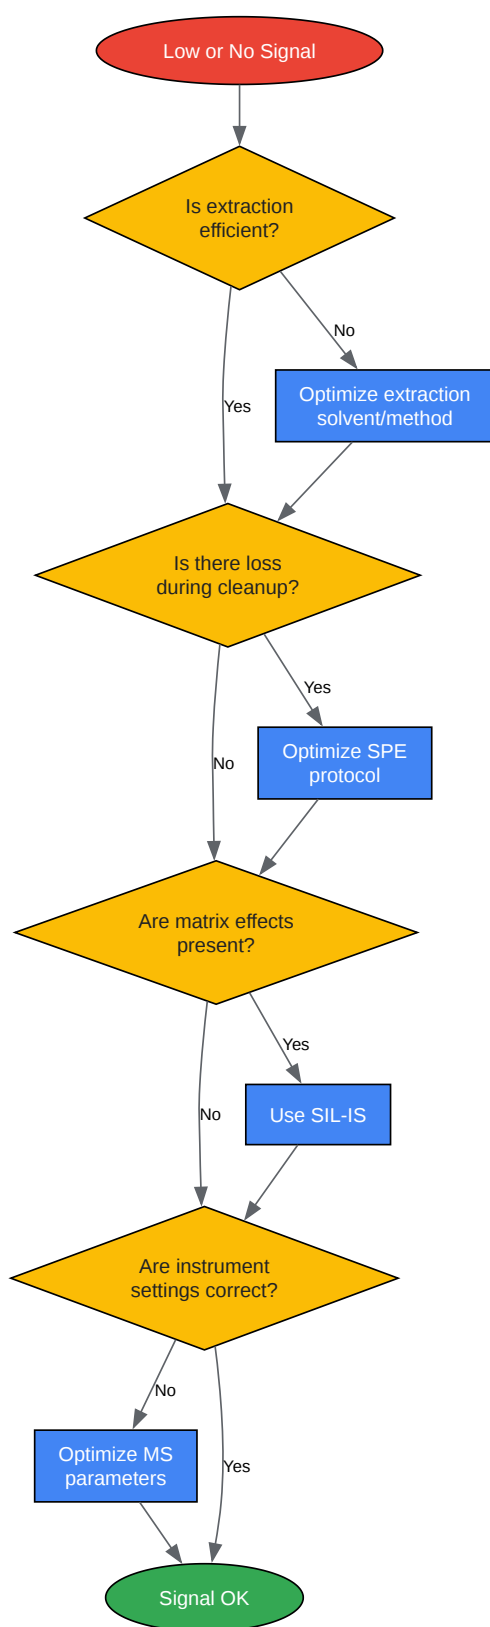 Low or No Signal
Is extraction
efficient?
No
Optimize extraction
solvent/method
Yes
Is there loss
during cleanup?
Yes
Optimize SPE
protocol
No
Are matrix effects
present?
Yes
Use SIL-IS
No
Are instrument
settings correct?
No
Optimize MS
parameters
Yes
Signal OK